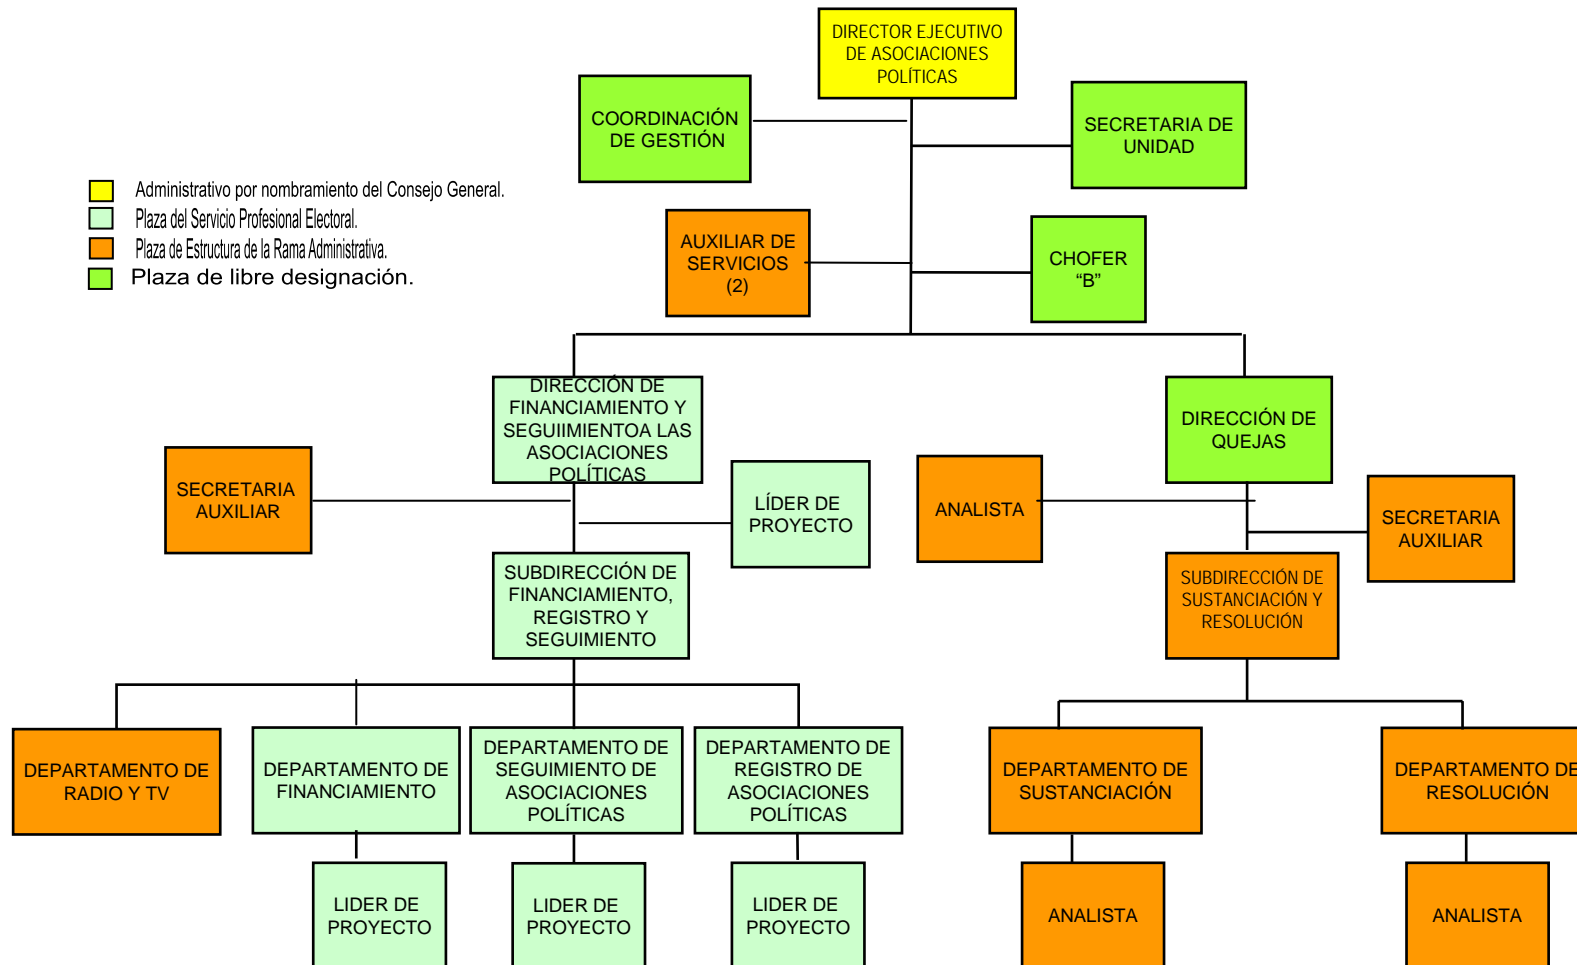 DIRECTOR EJECUTIVO
DE ASOCIACIONES
POLÍTICAS
COORDINACIÓN
DE GESTIÓN
SECRETARIA DE
UNIDAD
Administrativo por nombramiento del Consejo General.
Plaza del Servicio Profesional Electoral.
Plaza de Estructura de la Rama Administrativa.
Plaza de libre designación.
AUXILIAR DE
SERVICIOS
(2)
CHOFER
“B”
DIRECCIÓN DE
FINANCIAMIENTO Y
SEGUIIMIENTOA LAS
ASOCIACIONES
POLÍTICAS
DIRECCIÓN DE
QUEJAS
SECRETARIA
AUXILIAR
LÍDER DE
PROYECTO
ANALISTA
SECRETARIA
AUXILIAR
SUBDIRECCIÓN DE
FINANCIAMIENTO,
REGISTRO Y
SEGUIMIENTO
SUBDIRECCIÓN DE
SUSTANCIACIÓN Y
RESOLUCIÓN
DEPARTAMENTO DE
RADIO Y TV
DEPARTAMENTO DE
FINANCIAMIENTO
DEPARTAMENTO DE
SEGUIMIENTO DE
ASOCIACIONES
POLÍTICAS
DEPARTAMENTO DE
REGISTRO DE
ASOCIACIONES
POLÍTICAS
DEPARTAMENTO DE
SUSTANCIACIÓN
DEPARTAMENTO DE
RESOLUCIÓN
LIDER DE
PROYECTO
LIDER DE
PROYECTO
LIDER DE
PROYECTO
ANALISTA
ANALISTA